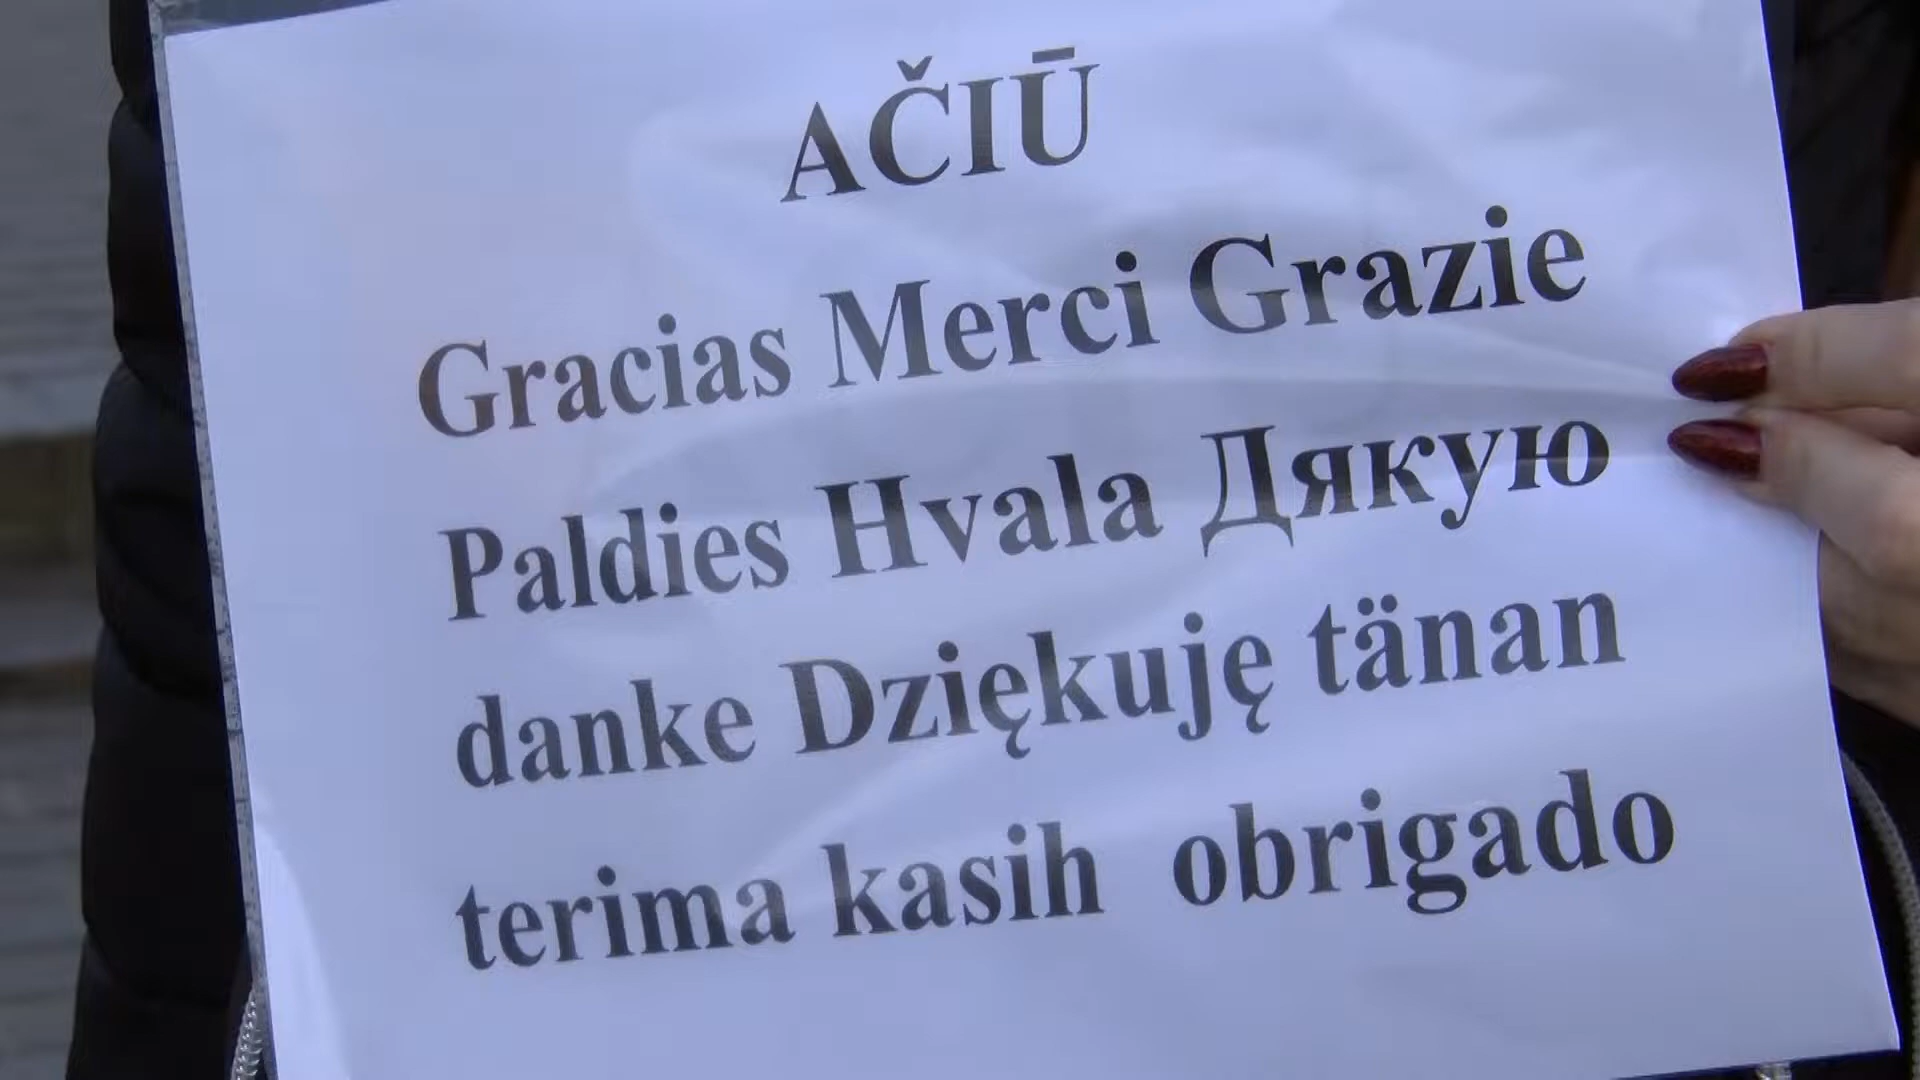 AČIŪ
Gracias Merci Grazie
Paldies Hvala Дякую
danke Dziękuję tänan
terima kasih obrigado